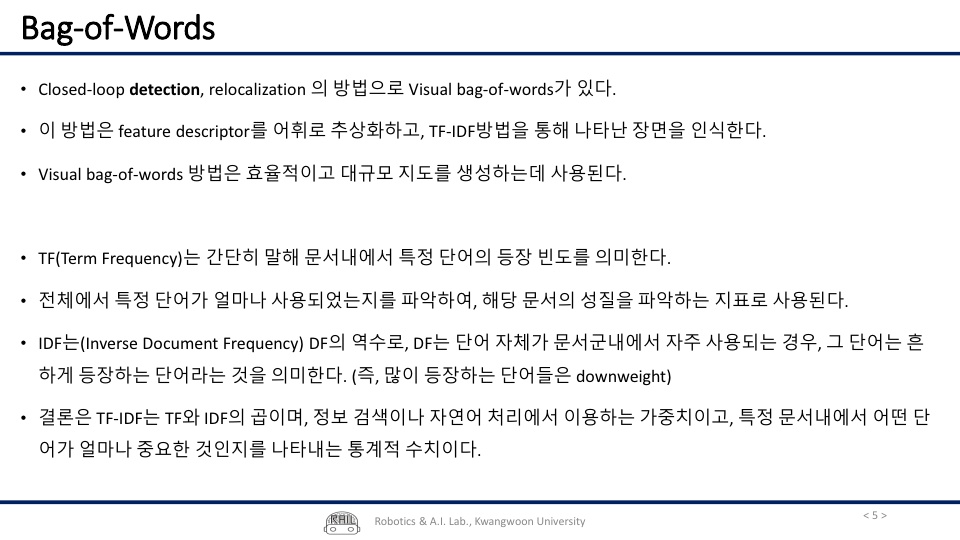 Bag-of-Words
• Closed-loop detection, relocalization 의 방법으로 Visual bag-of-words가 있다.
• 이 방법은 feature descriptor를 어휘로 추상화하고, TF-IDF방법을 통해 나타난 장면을 인식한다.
• Visual bag-of-words 방법은 효율적이고 대규모 지도를 생성하는데 사용된다.
• TF(Term Frequency)는 간단히 말해 문서내에서 특정 단어의 등장 빈도를 의미한다.
• 전체에서 특정 단어가 얼마나 사용되었는지를 파악하여, 해당 문서의 성질을 파악하는 지표로 사용된다.
• IDF는(Inverse Document Frequency) DF의 역수로, DF는 단어 자체가 문서군내에서 자주 사용되는 경우, 그 단어는 흔
하게 등장하는 단어라는 것을 의미한다. (즉, 많이 등장하는 단어들은 downweight)
• 결론은 TF-IDF는 TF와 IDF의 곱이며, 정보 검색이나 자연어 처리에서 이용하는 가중치이고, 특정 문서내에서 어떤 단
어가 얼마나 중요한 것인지를 나타내는 통계적 수치이다.
RAIL
Robotics & A.I. Lab., Kwangwoon University
< 5 >